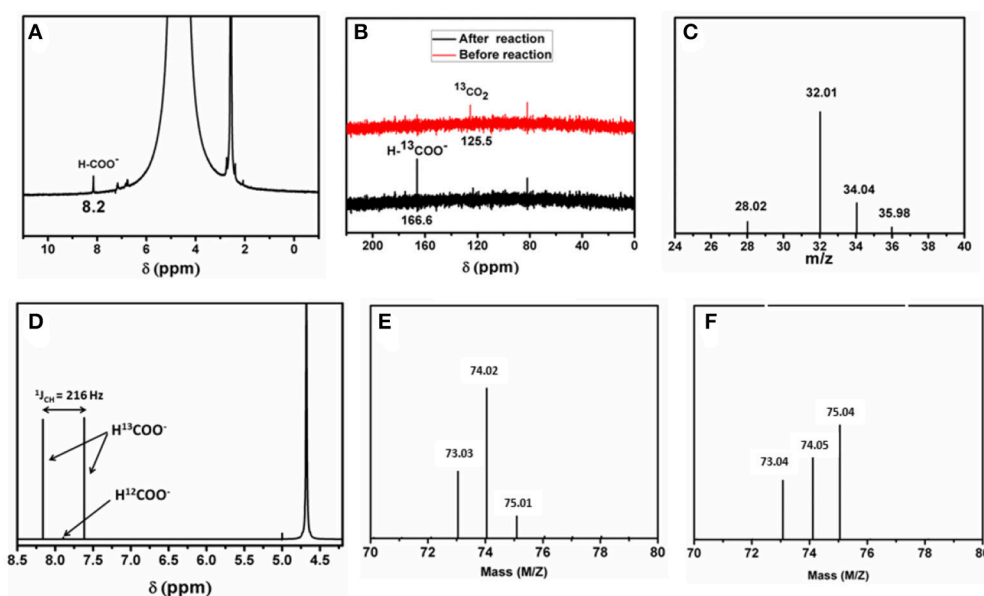 A
H-COO⁻
8.2
11 10 8 6 4 2 0
δ (ppm)
B
After reaction
Before reaction
¹³CO₂
125.5
H-¹³COO⁻
166.6
220 200 160 120 80 40 0
δ (ppm)
C
32.01
28.02
34.04
35.98
24 26 28 30 32 34 36 38 40
m/z
D
¹J_CH = 216 Hz
H¹³COO⁻
H¹²COO⁻
8.5 8.0 7.5 7.0 6.5 6.0 5.5 5.0 4.5
δ (ppm)
E
74.02
73.03
75.01
70 72 74 76 78 80
Mass (M/Z)
F
75.04
74.05
73.04
70 72 74 76 78 80
Mass (M/Z)